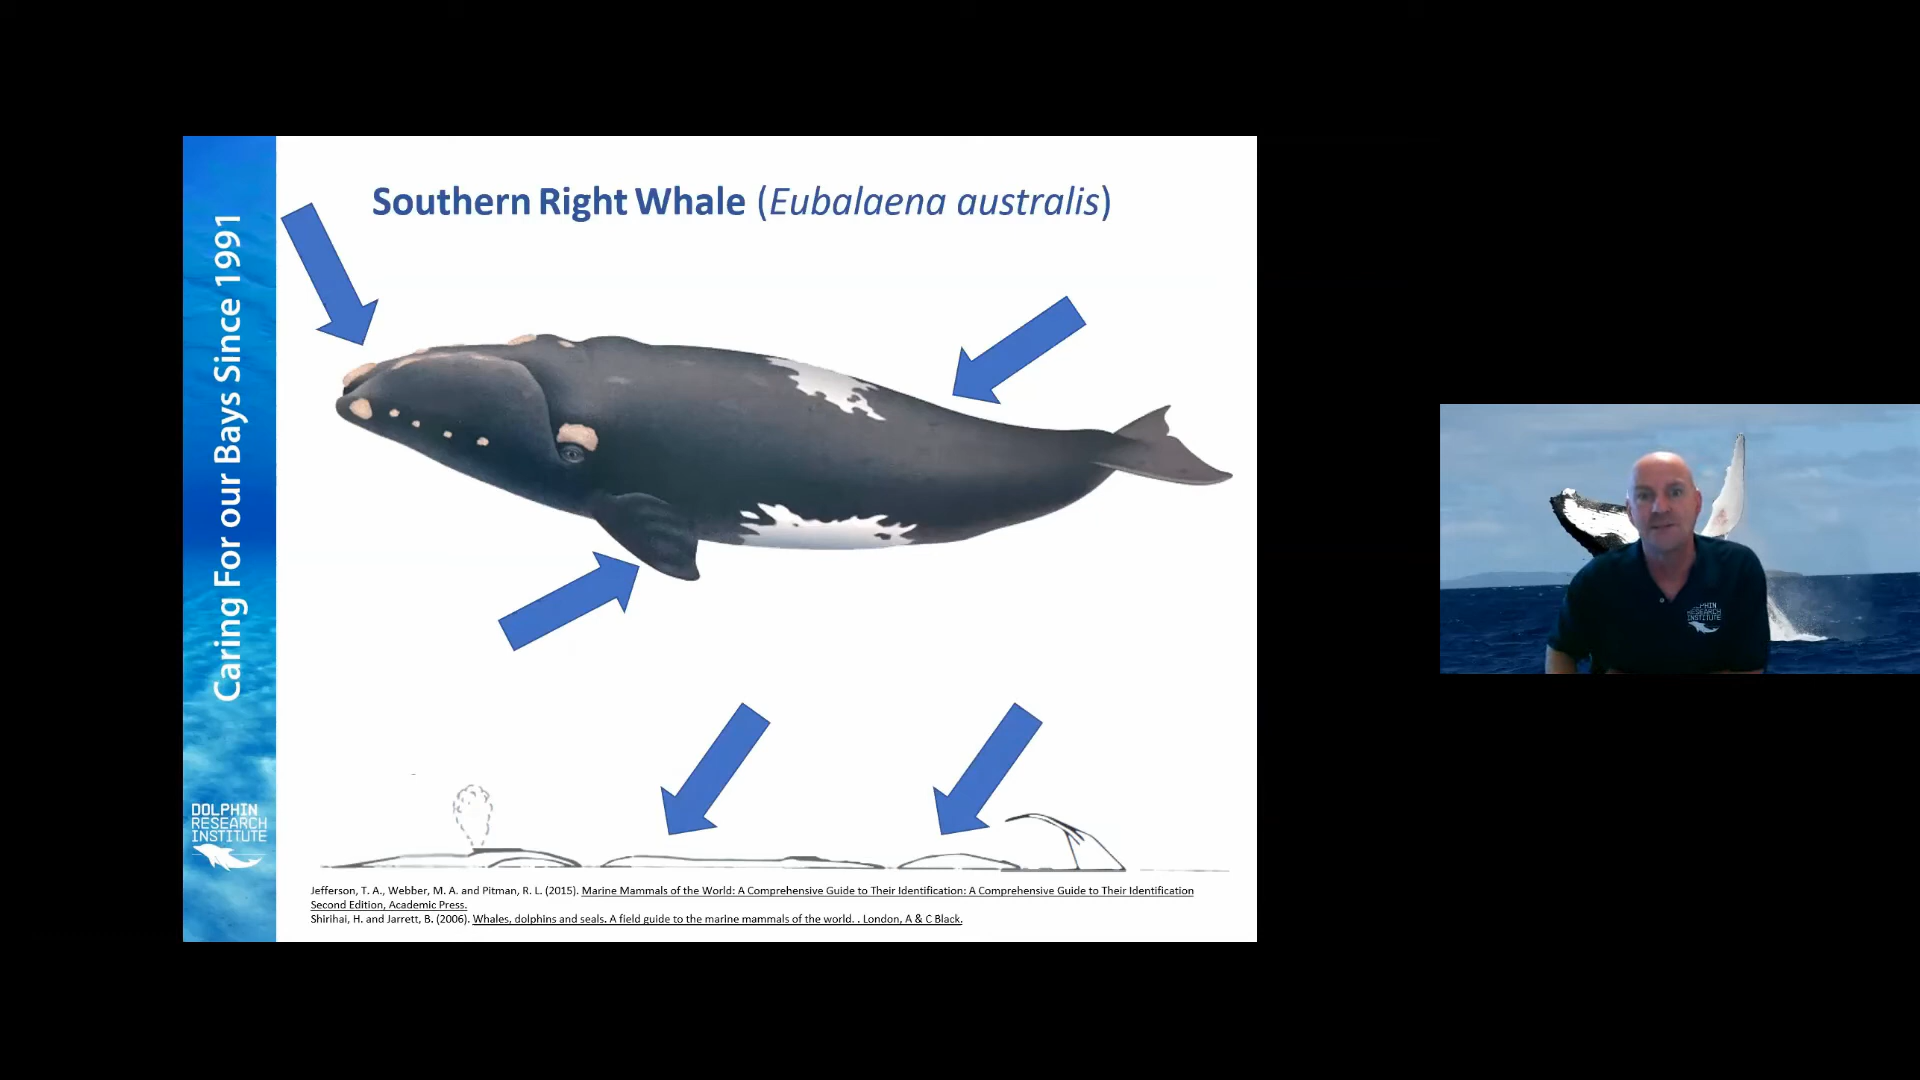 Southern Right Whale (Eubalaena australis)
Caring For our Bays Since 1991
DOLPHIN
RESEARCH
INSTITUTE
Jefferson, T. A., Webber, M. A. and Pitman, R. L. (2015). Marine Mammals of the World: A Comprehensive Guide to Their Identification: A Comprehensive Guide to Their Identification
Second Edition, Academic Press.
Shirihai, H. and Jarrett, B. (2006). Whales, dolphins and seals. A field guide to the marine mammals of the world. . London, A & C Black.
RESEARCH
INSTITUTE